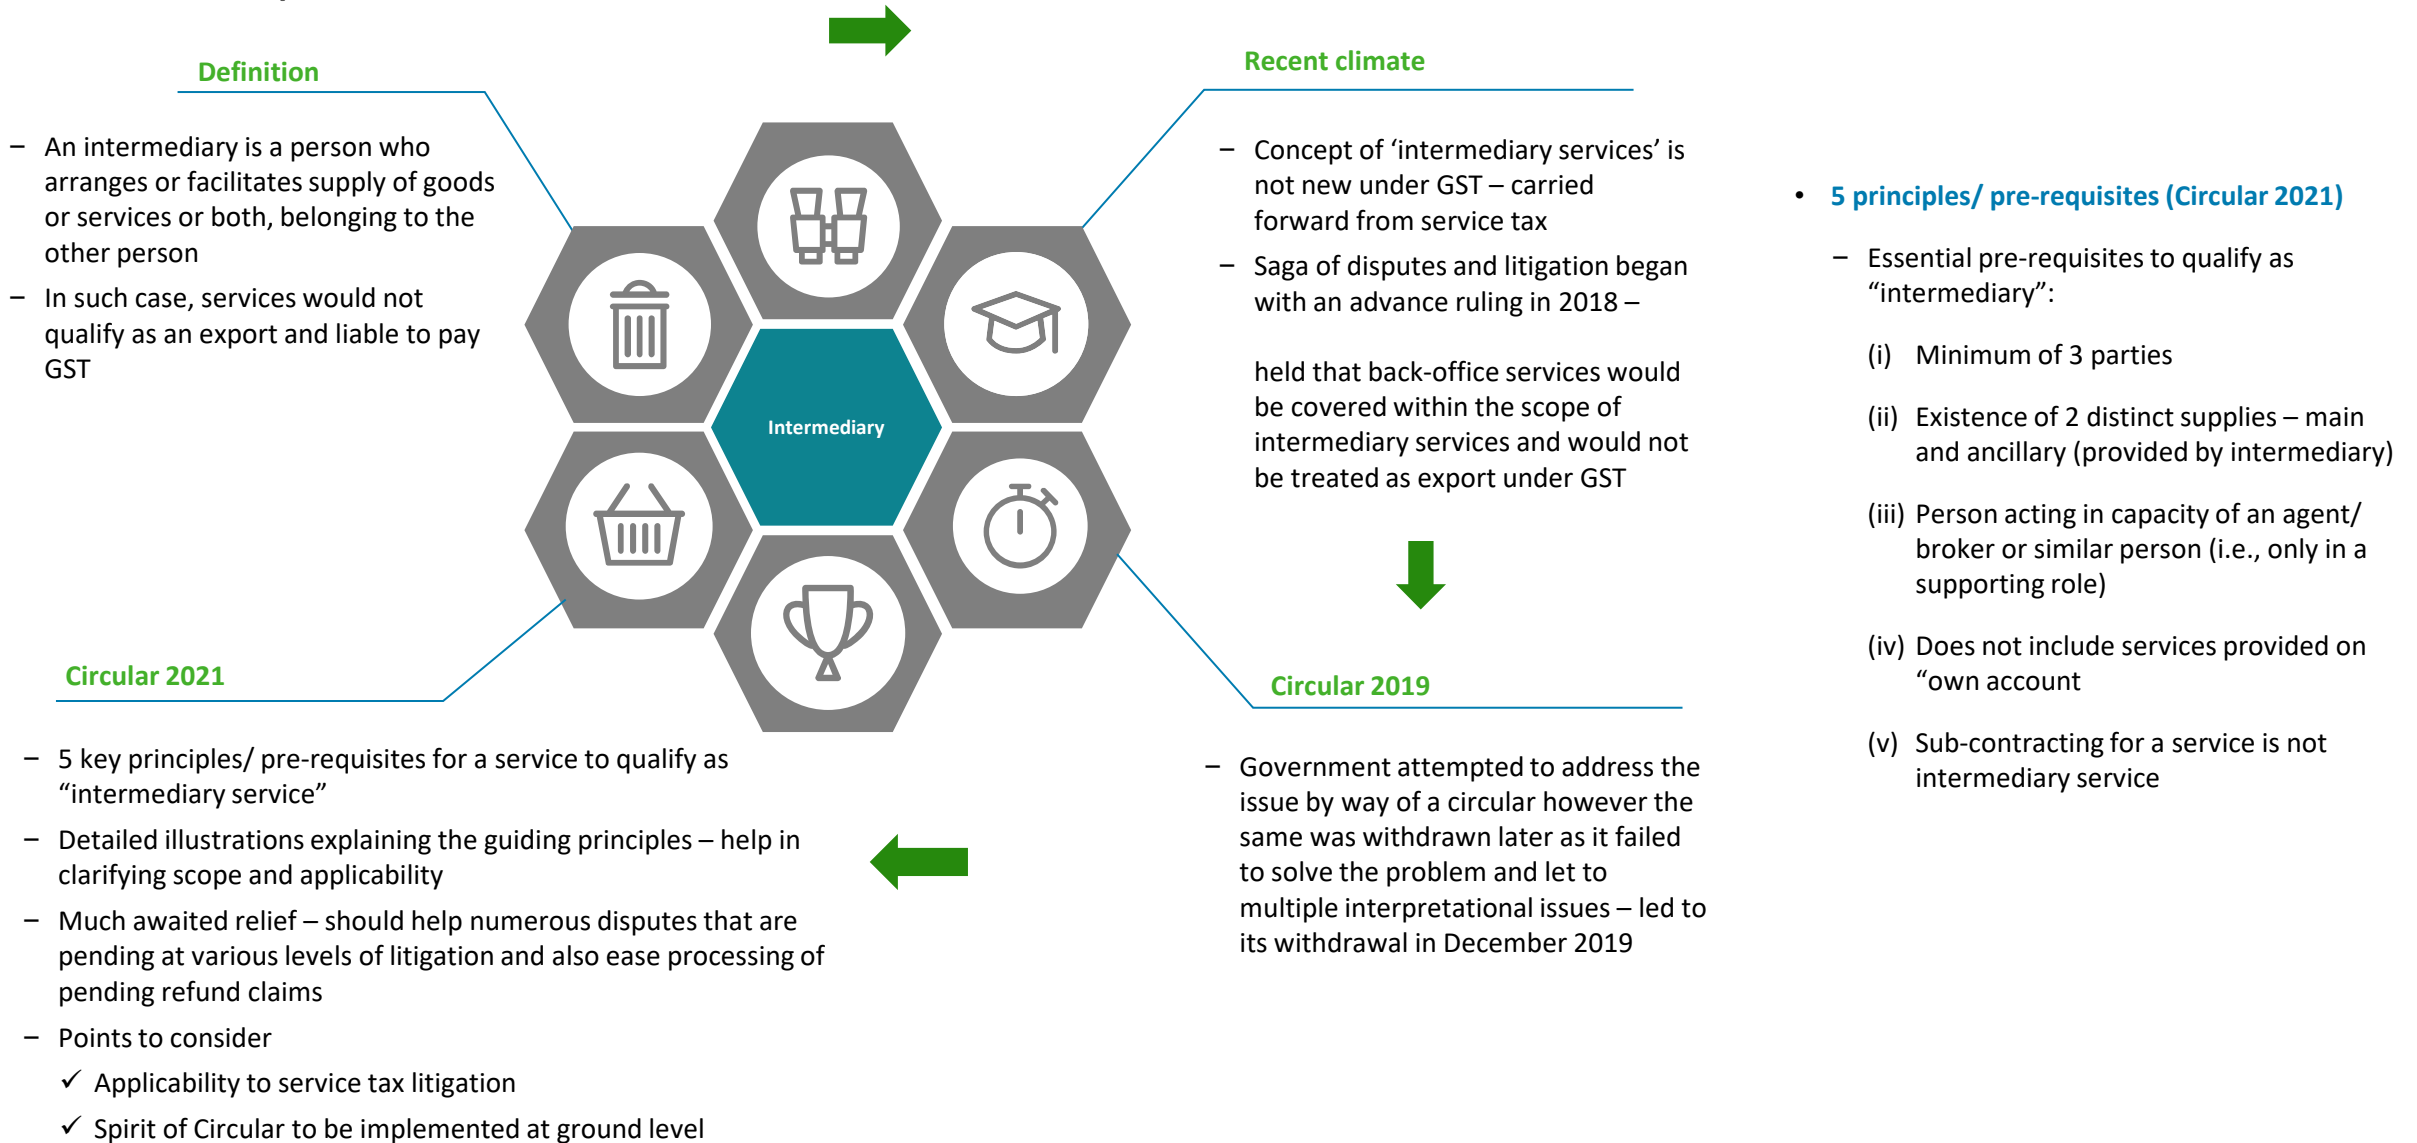 Definition
– An intermediary is a person who
arranges or facilitates supply of goods
or services or both, belonging to the
other person
– In such case, services would not
qualify as an export and liable to pay
GST
Recent climate
– Concept of ‘intermediary services’ is
not new under GST – carried
forward from service tax
– Saga of disputes and litigation began
with an advance ruling in 2018 –
held that back-office services would
be covered within the scope of
intermediary services and would not
be treated as export under GST
Intermediary
Circular 2019
– Government attempted to address the
issue by way of a circular however the
same was withdrawn later as it failed
to solve the problem and let to
multiple interpretational issues – led to
its withdrawal in December 2019
Circular 2021
– 5 key principles/ pre-requisites for a service to qualify as
“intermediary service”
– Detailed illustrations explaining the guiding principles – help in
clarifying scope and applicability
– Much awaited relief – should help numerous disputes that are
pending at various levels of litigation and also ease processing of
pending refund claims
– Points to consider
✓ Applicability to service tax litigation
✓ Spirit of Circular to be implemented at ground level
• 5 principles/ pre-requisites (Circular 2021)
– Essential pre-requisites to qualify as
“intermediary”:
(i) Minimum of 3 parties
(ii) Existence of 2 distinct supplies – main
and ancillary (provided by intermediary)
(iii) Person acting in capacity of an agent/
broker or similar person (i.e., only in a
supporting role)
(iv) Does not include services provided on
“own account
(v) Sub-contracting for a service is not
intermediary service